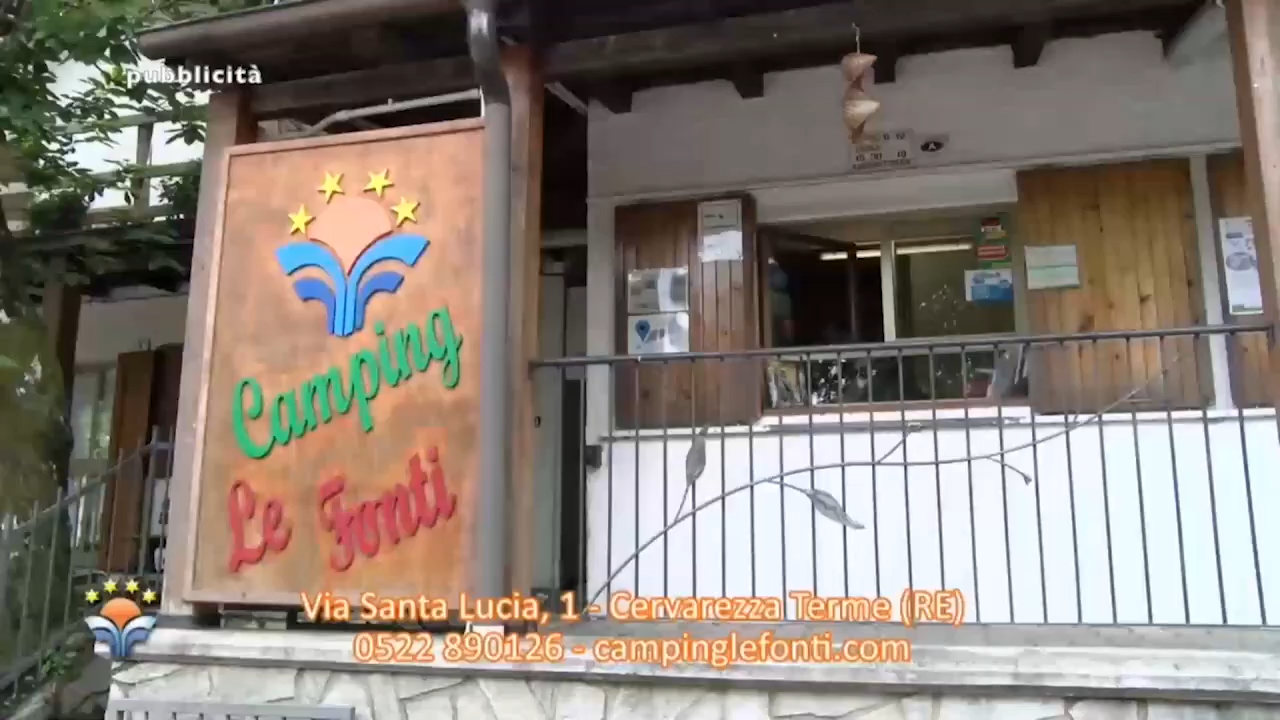 pubblicità
Camping
Le Fonti
Via Santa Lucia, 1 - Cervarezza Terme (RE)
0522 890126 - campinglefonti.com